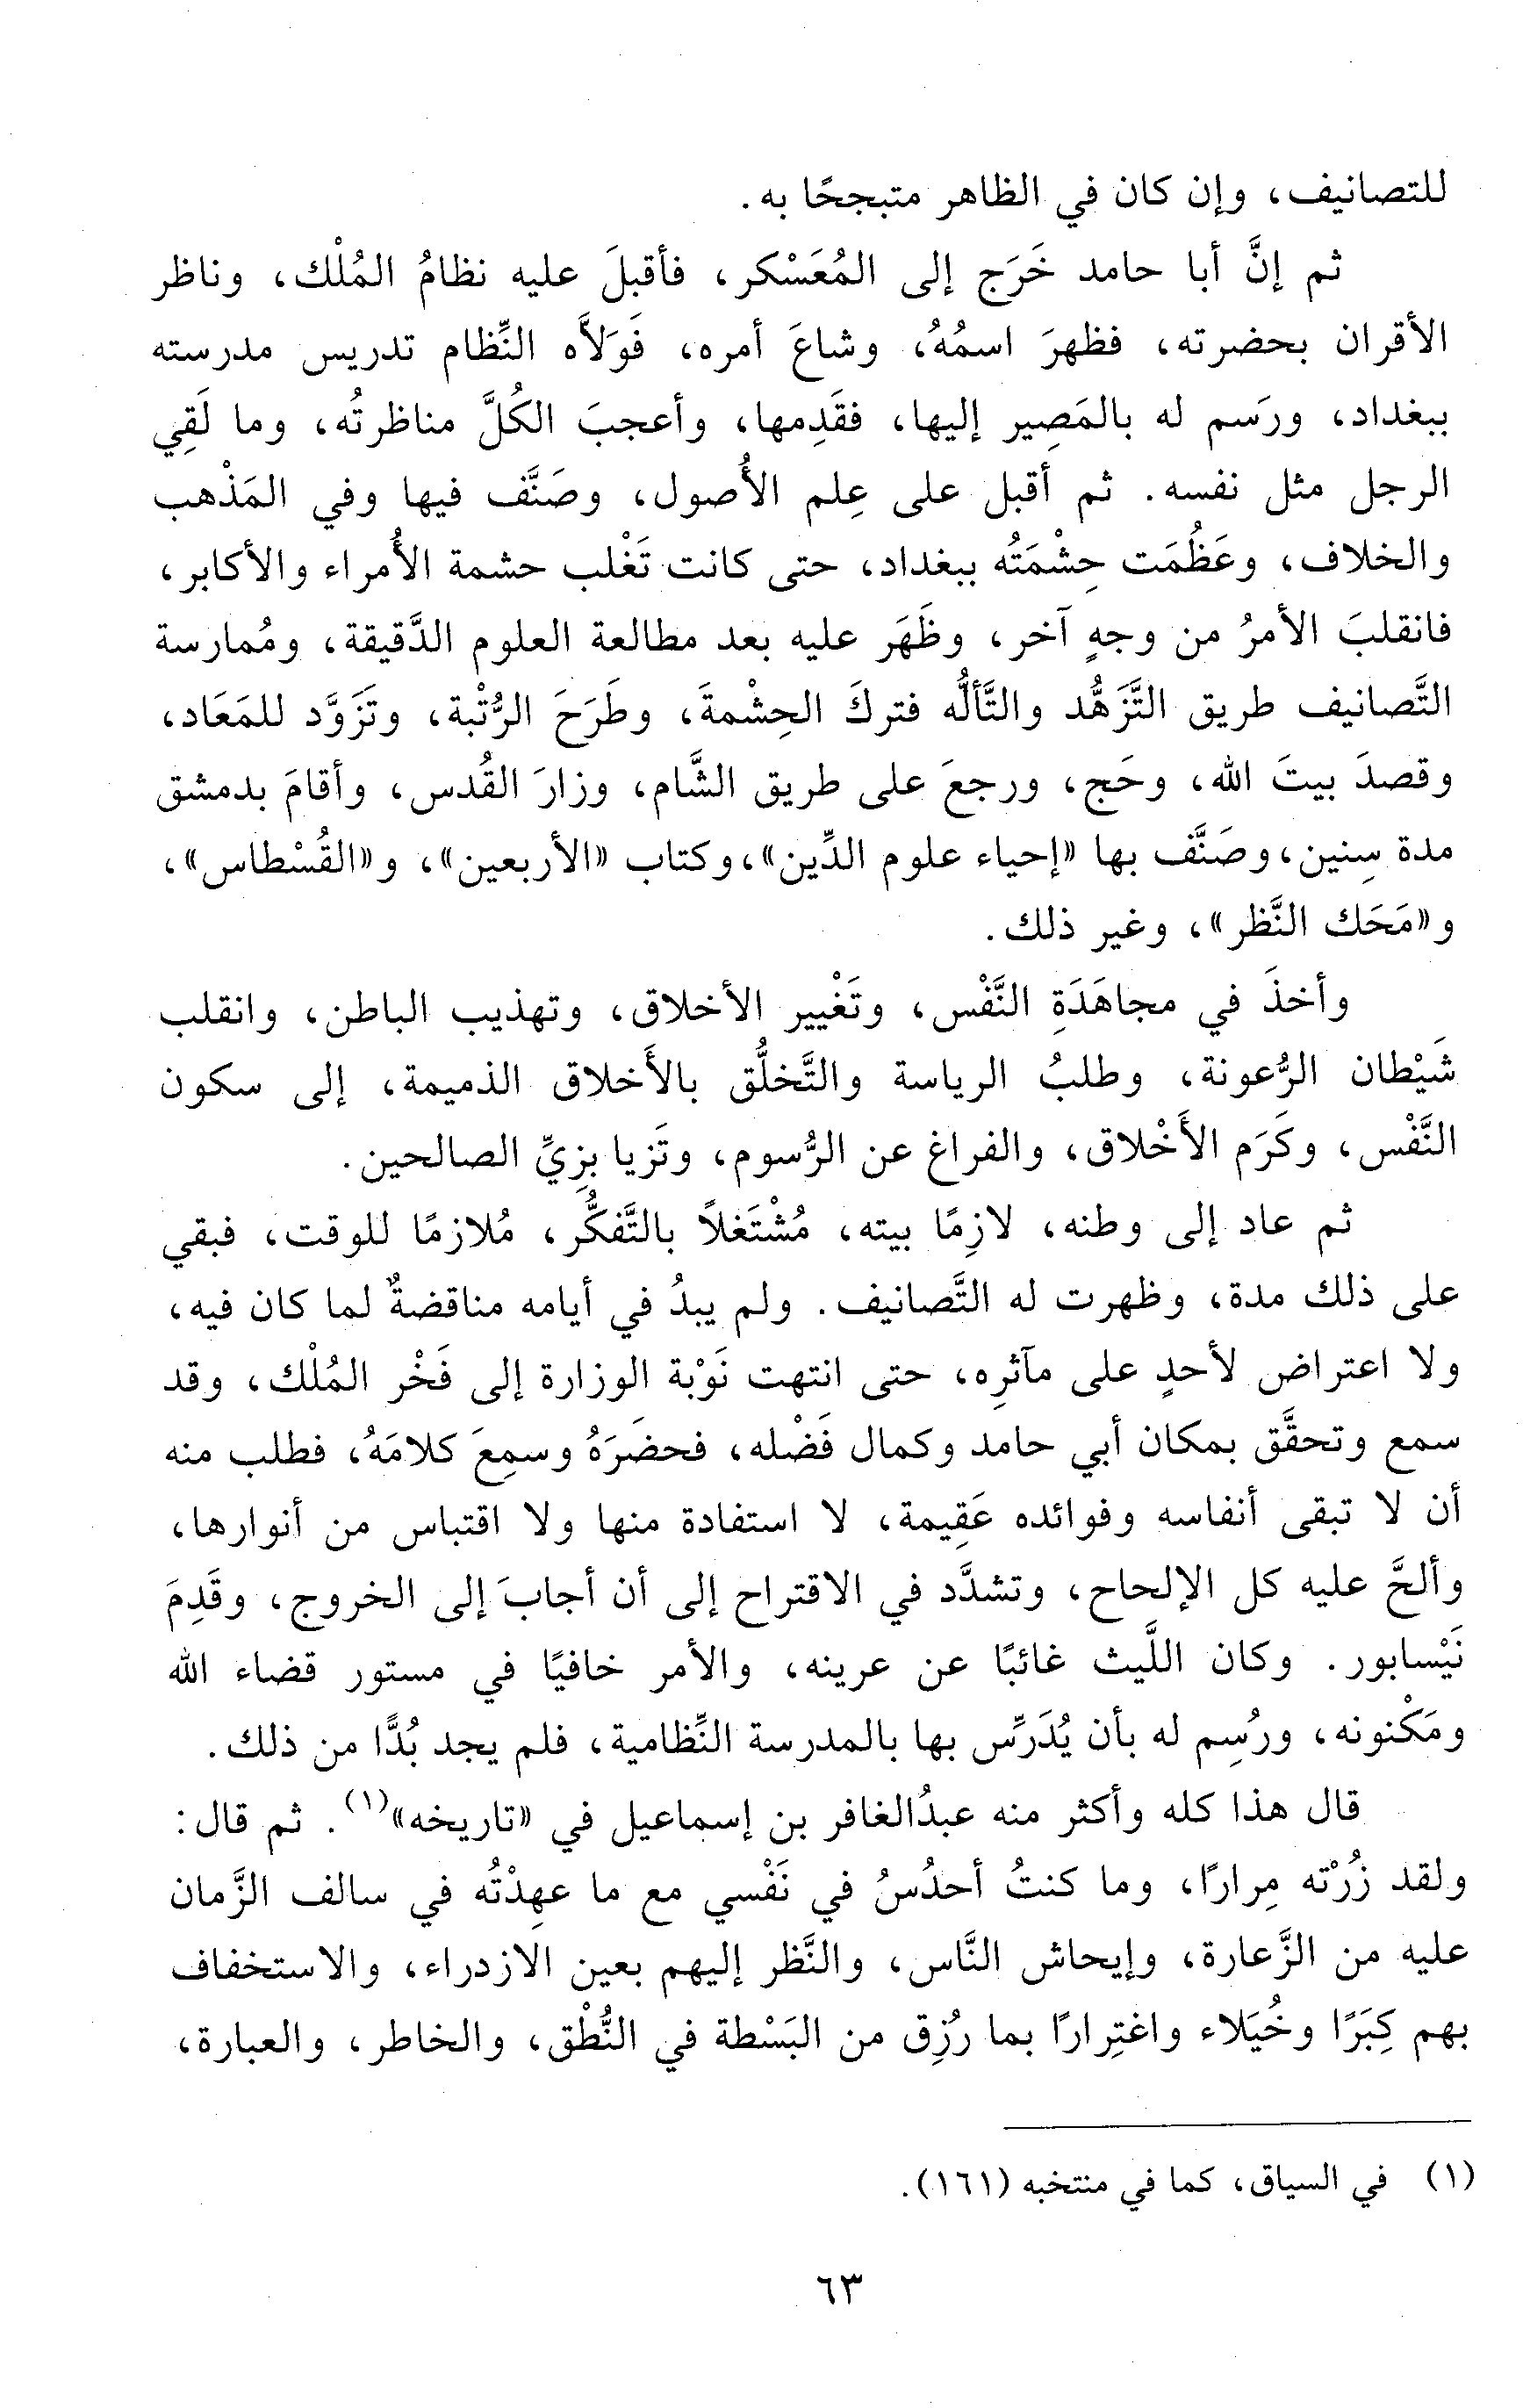 للتصانيف، وإن كان في الظاهر متبجحًا به.
ثم إنَّ أبا حامد خَرَج إلى المُعَسْكر، فأقبلَ عليه نظامُ المُلْك، وناظر
الأقران بحضرته، فظهرَ اسمُهُ، وشاعَ أمره، فَوَلاَّه النِّظام تدريس مدرسته
ببغداد، ورَسم له بالمَصِير إليها، فقَدِمها، وأعجبَ الكُلَّ مناظرتُه، وما لَقِي
الرجل مثل نفسه. ثم أقبل على عِلم الأُصول، وصَنَّف فيها وفي المَذْهب
والخلاف، وعَظُمَت حِشْمَتُه ببغداد، حتى كانت تَغْلب حشمة الأُمراء والأكابر،
فانقلبَ الأمرُ من وجهٍ آخر، وظَهَر عليه بعد مطالعة العلوم الدَّقيقة، ومُمارسة
التَّصانيف طريق التَّزَهُّد والتَّألُّه فتركَ الحِشْمةَ، وطَرَحَ الرُّتْبة، وتَزَوَّد للمَعَاد،
وقصدَ بيتَ الله، وحَج، ورجعَ على طريق الشَّام، وزارَ القُدس، وأقامَ بدمشق
مدة سِنين، وصَنَّف بها «إحياء علوم الدِّين»، وكتاب «الأربعين»، و«القُسْطاس»،
و«مَحَك النَّظر»، وغير ذلك.
وأخذَ في مجاهَدَةِ النَّفْس، وتَغْيير الأخلاق، وتهذيب الباطن، وانقلب
شَيْطان الرُّعونة، وطلبُ الرياسة والتَّخلُّق بالأَخلاق الذميمة، إلى سكون
النَّفْس، وكَرَم الأَخْلاق، والفراغ عن الرُّسوم، وتَزيا بزِيِّ الصالحين.
ثم عاد إلى وطنه، لازِمًا بيته، مُشْتَغلاً بالتَّفكُّر، مُلازمًا للوقت، فبقي
على ذلك مدة، وظهرت له التَّصانيف. ولم يبدُ في أيامه مناقضةٌ لما كان فيه،
ولا اعتراض لأحدٍ على مآثرِه، حتى انتهت نَوْبة الوزارة إلى فَخْر المُلْك، وقد
سمع وتحقَّق بمكان أبي حامد وكمال فَضْله، فحضَرَهُ وسمِعَ كلامَهُ، فطلب منه
أن لا تبقى أنفاسه وفوائده عَقِيمة، لا استفادة منها ولا اقتباس من أنوارها،
وألحَّ عليه كل الإلحاح، وتشدَّد في الاقتراح إلى أن أجابَ إلى الخروج، وقَدِمَ
نَيْسابور. وكان اللَّيث غائبًا عن عرينه، والأمر خافيًا في مستور قضاء الله
ومَكْنونه، ورُسِم له بأن يُدَرِّس بها بالمدرسة النِّظامية، فلم يجد بُدًّا من ذلك.
قال هذا كله وأكثر منه عبدُالغافر بن إسماعيل في «تاريخه»(١). ثم قال:
ولقد زُرْته مِرارًا، وما كنتُ أحدُسُ في نَفْسي مع ما عهِدْتُه في سالف الزَّمان
عليه من الزَّعارة، وإيحاش النَّاس، والنَّظر إليهم بعين الازدراء، والاستخفاف
بهم كِبَرًا وخُيَلاء واغتِرارًا بما رُزِق من البَسْطة في النُّطْق، والخاطر، والعبارة،
(١) في السياق، كما في منتخبه (١٦١).
٦٣